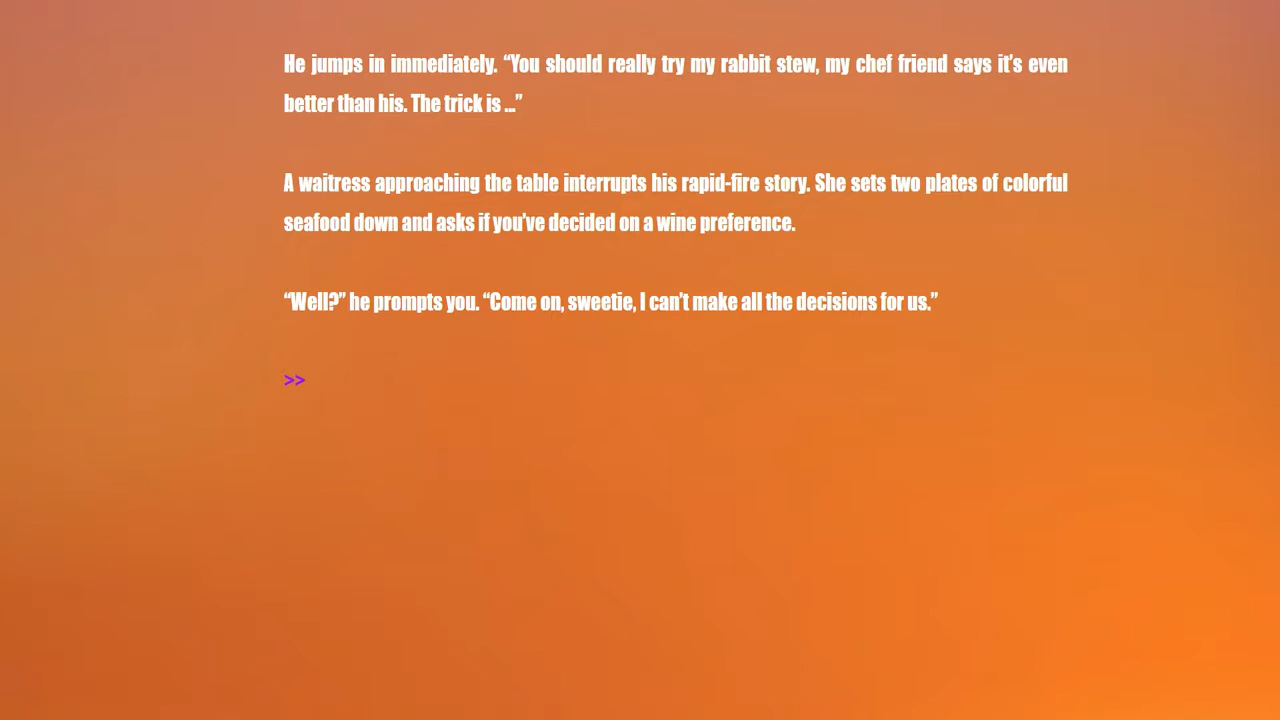 He jumps in immediately. “You should really try my rabbit stew, my chef friend says it's even
better than his. The trick is ...”
A waitress approaching the table interrupts his rapid-fire story. She sets two plates of colorful
seafood down and asks if you've decided on a wine preference.
“Well?” he prompts you. “Come on, sweetie, I can't make all the decisions for us.”
>>